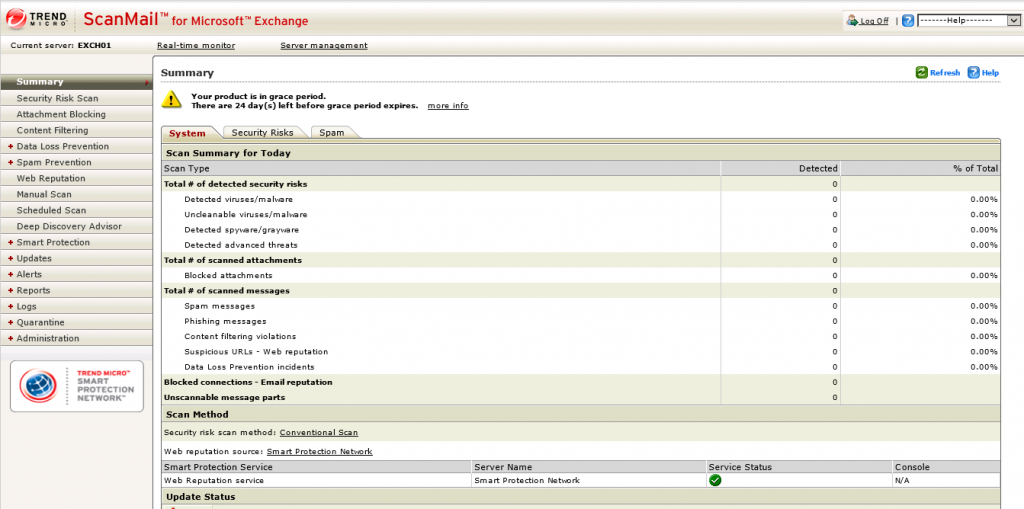 TREND MICRO™ ScanMail™ for Microsoft™ Exchange
Log Off | -------Help-------
Current server: EXCH01 Real-time monitor Server management
Summary
Security Risk Scan
Attachment Blocking
Content Filtering
Data Loss Prevention
Spam Prevention
Web Reputation
Manual Scan
Scheduled Scan
Deep Discovery Advisor
Smart Protection
Updates
Alerts
Reports
Logs
Quarantine
Administration
TREND MICRO™
SMART
PROTECTION
NETWORK™
Summary
Refresh Help
Your product is in grace period.
There are 24 day(s) left before grace period expires. more info
System Security Risks Spam
Scan Summary for Today
Scan Type Detected % of Total
Total # of detected security risks 0
Detected viruses/malware 0 0.00%
Uncleanable viruses/malware 0 0.00%
Detected spyware/grayware 0 0.00%
Detected advanced threats 0 0.00%
Total # of scanned attachments 0
Blocked attachments 0 0.00%
Total # of scanned messages 0
Spam messages 0 0.00%
Phishing messages 0 0.00%
Content filtering violations 0 0.00%
Suspicious URLs - Web reputation 0 0.00%
Data Loss Prevention incidents 0 0.00%
Blocked connections - Email reputation 0
Unscannable message parts 0
Scan Method
Security risk scan method: Conventional Scan
Web reputation source: Smart Protection Network
Smart Protection Service Server Name Service Status Console
Web Reputation service Smart Protection Network N/A
Update Status